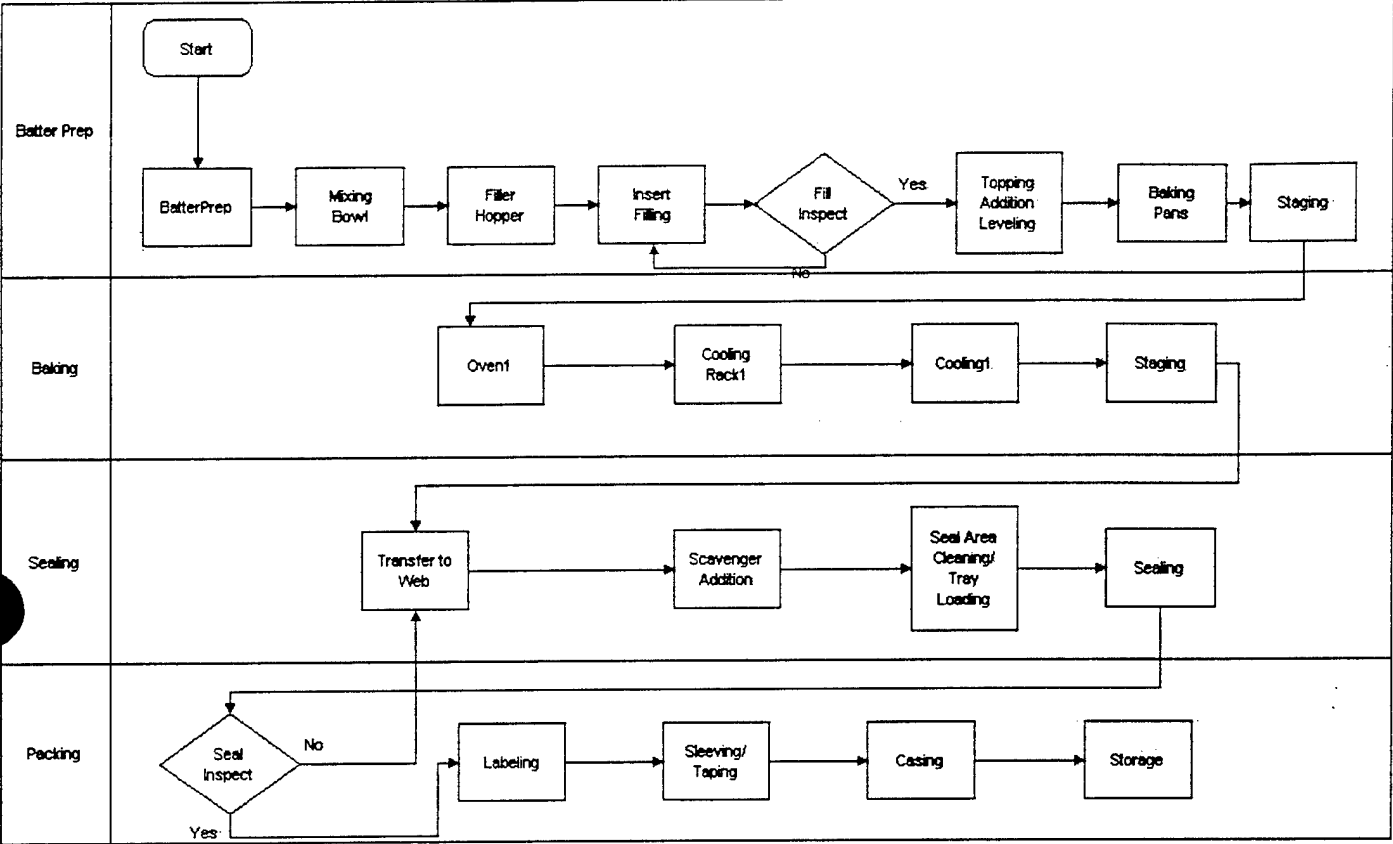 Start
Batter Prep
BatterPrep
Mixing
Bowl
Filler
Hopper
Insert
Filling
Fill
Inspect
Yes
No
Topping
Addition
Leveling
Baking
Pans
Staging
Baking
Oven1
Cooling
Rack1
Cooling1
Staging
Sealing
Transfer to
Web
Scavenger
Addition
Seal Area
Cleaning/
Tray
Loading
Sealing
Packing
Seal
Inspect
No
Yes
Labeling
Sleeving/
Taping
Casing
Storage